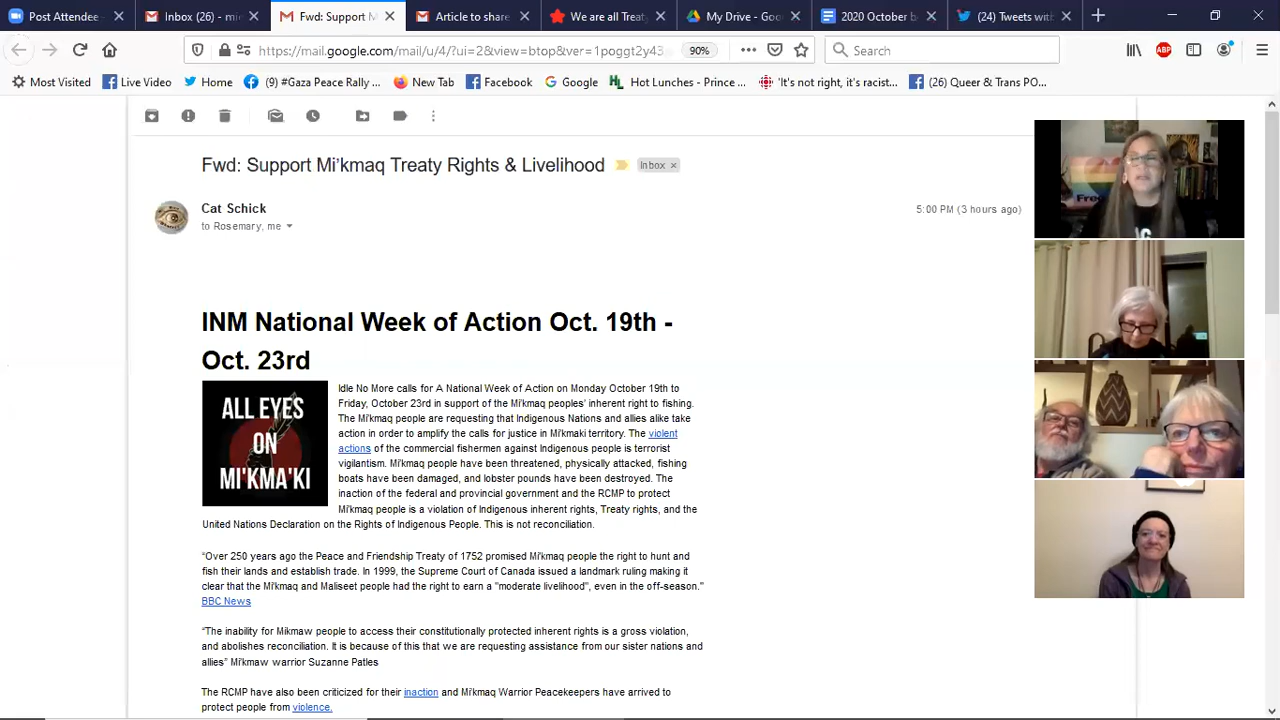 Post Attendee -
Inbox (26) - mi
Fwd: Support M
Article to share
We are all Treaty
My Drive - Goo
2020 October b
(24) Tweets with
https://mail.google.com/mail/u/4/?ui=2&view=btop&ver=1poggt2y43
90%
Search
ABP
Most Visited
Live Video
Home
(9) #Gaza Peace Rally ...
New Tab
Facebook
Google
Hot Lunches - Prince ...
'It's not right, it's racist...
(26) Queer & Trans PO...
Fwd: Support Mi'kmaq Treaty Rights & Livelihood
Inbox ×
Cat Schick
5:00 PM (3 hours ago)
to Rosemary, me
INM National Week of Action Oct. 19th -
Oct. 23rd
ALL EYES
ON
MI'KMA'KI
Idle No More calls for A National Week of Action on Monday October 19th to
Friday, October 23rd in support of the Mi'kmaq peoples' inherent right to fishing.
The Mi'kmaq people are requesting that Indigenous Nations and allies alike take
action in order to amplify the calls for justice in Mi'kmaki territory. The violent
actions of the commercial fishermen against Indigenous people is terrorist
vigilantism. Mi'kmaq people have been threatened, physically attacked, fishing
boats have been damaged, and lobster pounds have been destroyed. The
inaction of the federal and provincial government and the RCMP to protect
Mi'kmaq people is a violation of Indigenous inherent rights, Treaty rights, and the
United Nations Declaration on the Rights of Indigenous People. This is not reconciliation.
“Over 250 years ago the Peace and Friendship Treaty of 1752 promised Mi'kmaq people the right to hunt and
fish their lands and establish trade. In 1999, the Supreme Court of Canada issued a landmark ruling making it
clear that the Mi'kmaq and Maliseet people had the right to earn a "moderate livelihood", even in the off-season."
BBC News
“The inability for Mikmaw people to access their constitutionally protected inherent rights is a gross violation,
and abolishes reconciliation. It is because of this that we are requesting assistance from our sister nations and
allies” Mi'kmaw warrior Suzanne Patles
The RCMP have also been criticized for their inaction and Mi'kmaq Warrior Peacekeepers have arrived to
protect people from violence.